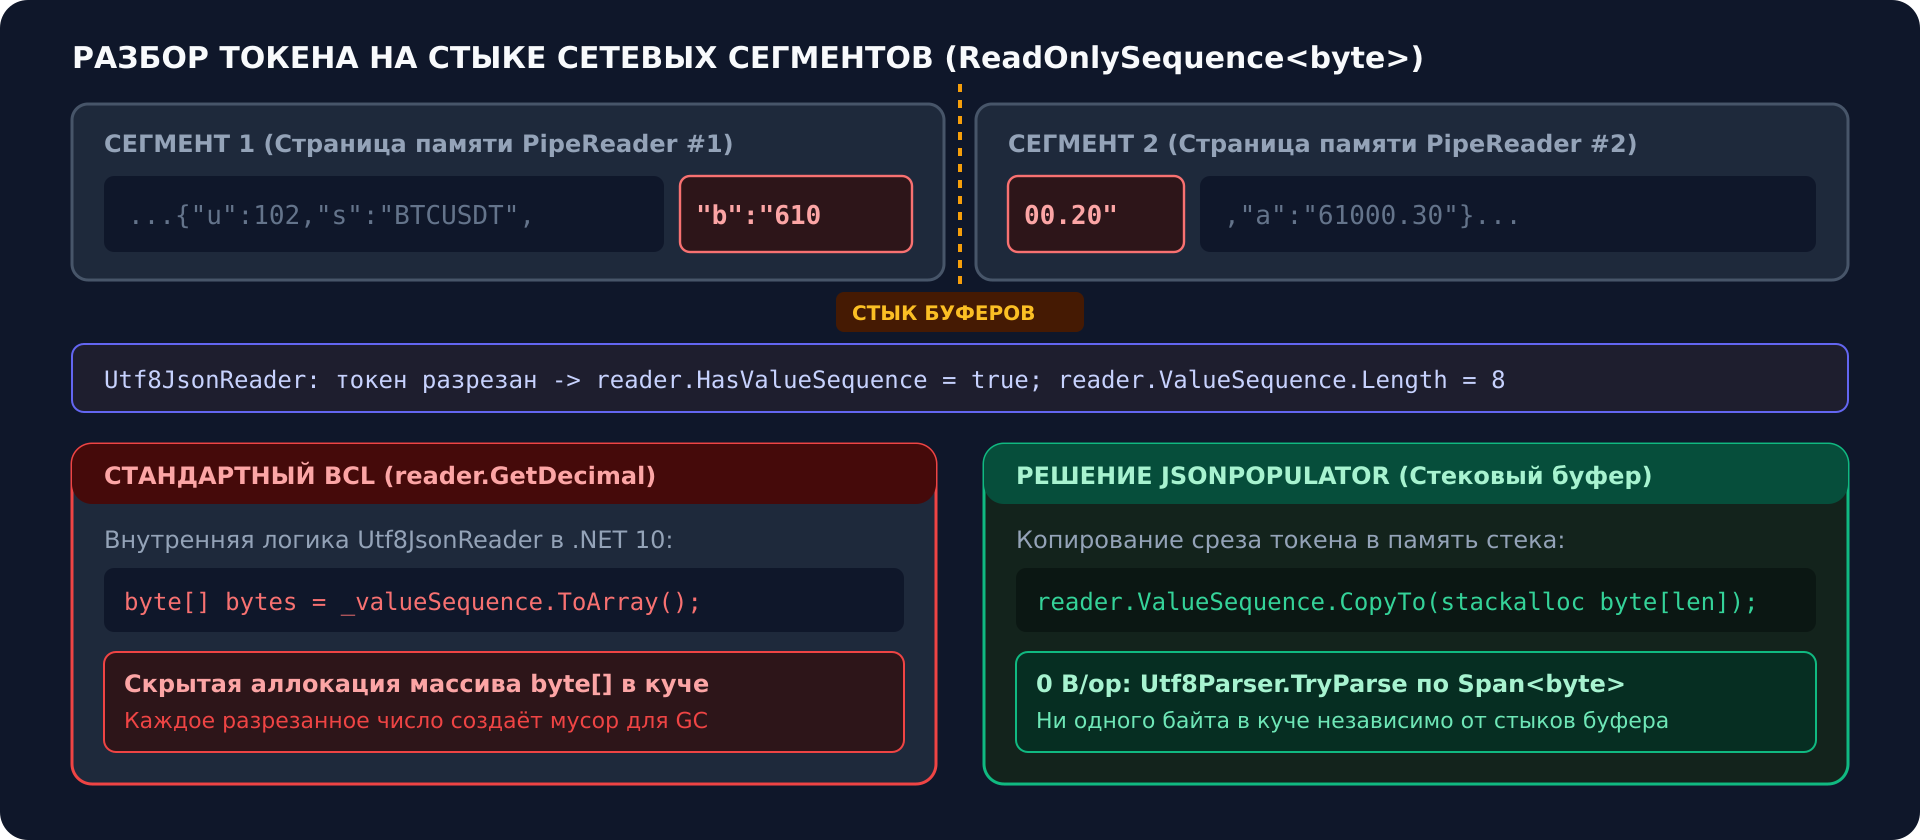 РАЗБОР ТОКЕНА НА СТЫКЕ СЕТЕВЫХ СЕГМЕНТОВ (ReadOnlySequence<byte>)
СЕГМЕНТ 1 (Страница памяти PipeReader #1)
...{"u":102,"s":"BTCUSDT",
"b":"610
СЕГМЕНТ 2 (Страница памяти PipeReader #2)
00.20"
,"a":"61000.30"}...
СТЫК БУФЕРОВ
Utf8JsonReader: токен разрезан -> reader.HasValueSequence = true; reader.ValueSequence.Length = 8
СТАНДАРТНЫЙ BCL (reader.GetDecimal)
Внутренняя логика Utf8JsonReader в .NET 10:
byte[] bytes = _valueSequence.ToArray();
Скрытая аллокация массива byte[] в куче
Каждое разрезанное число создаёт мусор для GC
РЕШЕНИЕ JSONPOPULATOR (Стековый буфер)
Копирование среза токена в память стека:
reader.ValueSequence.CopyTo(stackalloc byte[len]);
0 B/op: Utf8Parser.TryParse по Span<byte>
Ни одного байта в куче независимо от стыков буфера